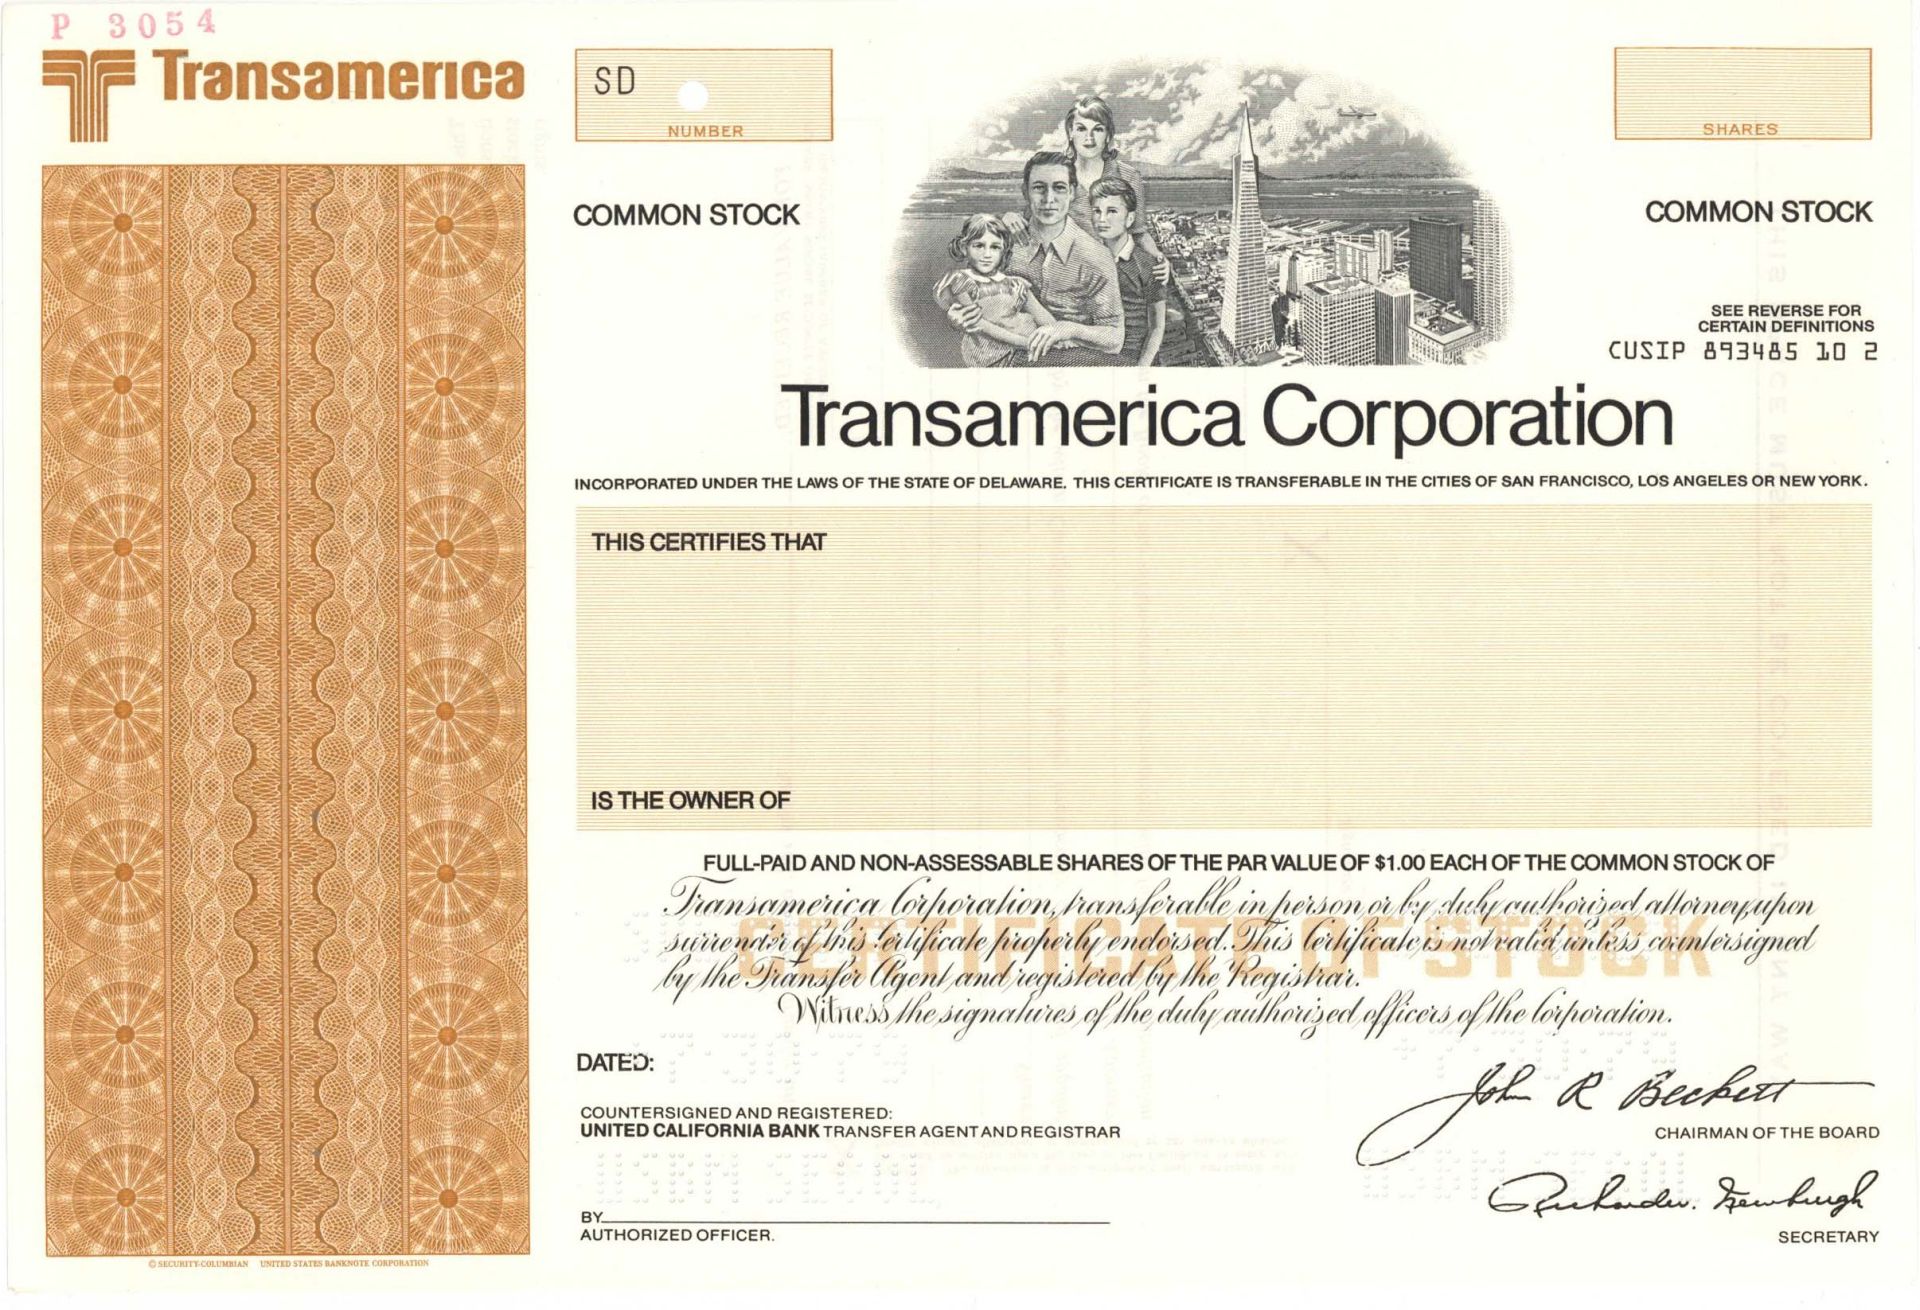 P 3054
Transamerica
SD
NUMBER
SHARES
COMMON STOCK
COMMON STOCK
SEE REVERSE FOR
CERTAIN DEFINITIONS
CUSIP 893485 10 2
Transamerica Corporation
INCORPORATED UNDER THE LAWS OF THE STATE OF DELAWARE. THIS CERTIFICATE IS TRANSFERABLE IN THE CITIES OF SAN FRANCISCO, LOS ANGELES OR NEW YORK.
THIS CERTIFIES THAT
IS THE OWNER OF
FULL-PAID AND NON-ASSESSABLE SHARES OF THE PAR VALUE OF $1.00 EACH OF THE COMMON STOCK OF
Transamerica Corporation, transferable in person or by duly authorized attorney, upon
surrender of this Certificate properly endorsed. This Certificate is not valid unless countersigned
by the Transfer Agent and registered by the Registrar.
CERTIFICATE OF STOCK
Witness the signatures of the duly authorized officers of the Corporation.
DATED:
COUNTERSIGNED AND REGISTERED:
UNITED CALIFORNIA BANK TRANSFER AGENT AND REGISTRAR
BY
AUTHORIZED OFFICER.
John R Beckett
CHAIRMAN OF THE BOARD
SECRETARY
© SECURITY-COLUMBIAN UNITED STATES BANKNOTE CORPORATION